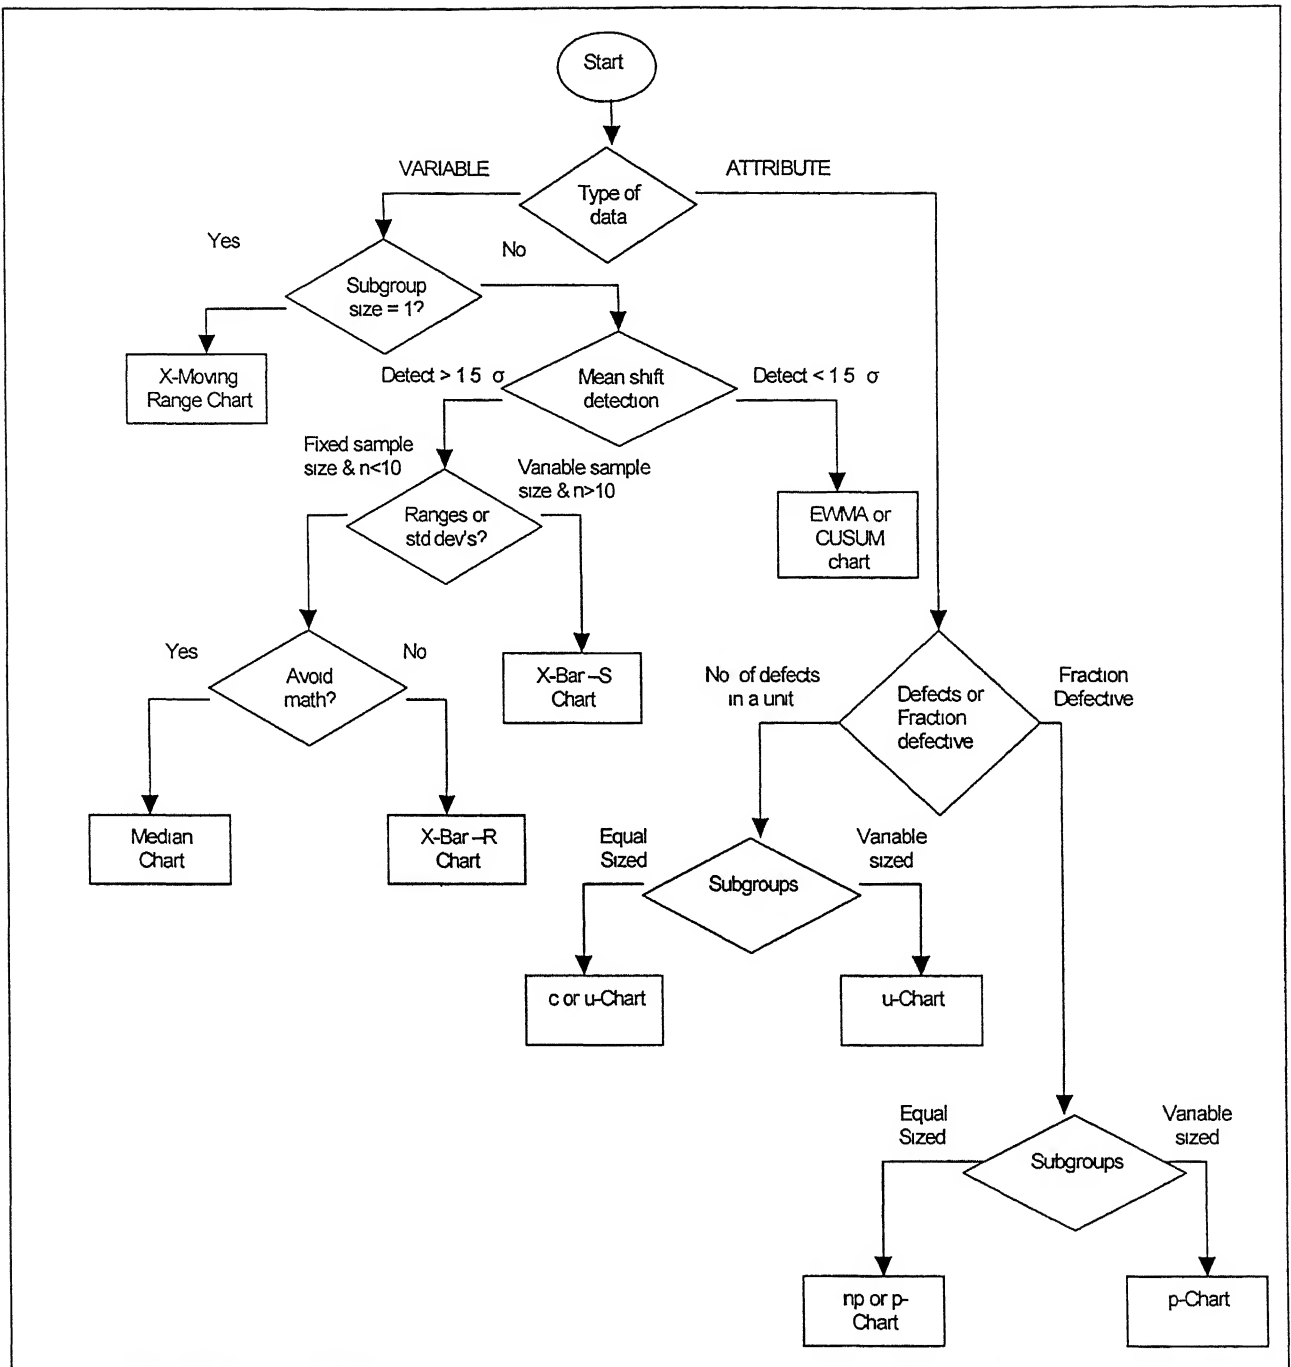 Start
VARIABLE
ATTRIBUTE
Type of
data
Yes
No
Subgroup
size = 1?
X-Moving
Range Chart
Detect > 1 5 σ
Mean shift
detection
Detect < 1 5 σ
Fixed sample
size & n<10
Variable sample
size & n>10
Ranges or
std dev's?
EWMA or
CUSUM
chart
Yes
No
Avoid
math?
X-Bar –S
Chart
No of defects
in a unit
Defects or
Fraction
defective
Fraction
Defective
Median
Chart
X-Bar –R
Chart
Equal
Sized
Variable
sized
Subgroups
c or u-Chart
u-Chart
Equal
Sized
Variable
sized
Subgroups
np or p-
Chart
p-Chart